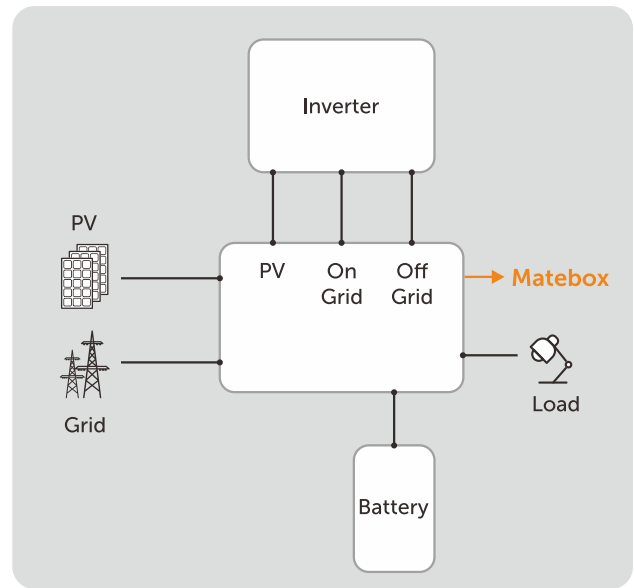 Inverter
PV
PV
On
Grid
Off
Grid
Matebox
Grid
Load
Battery